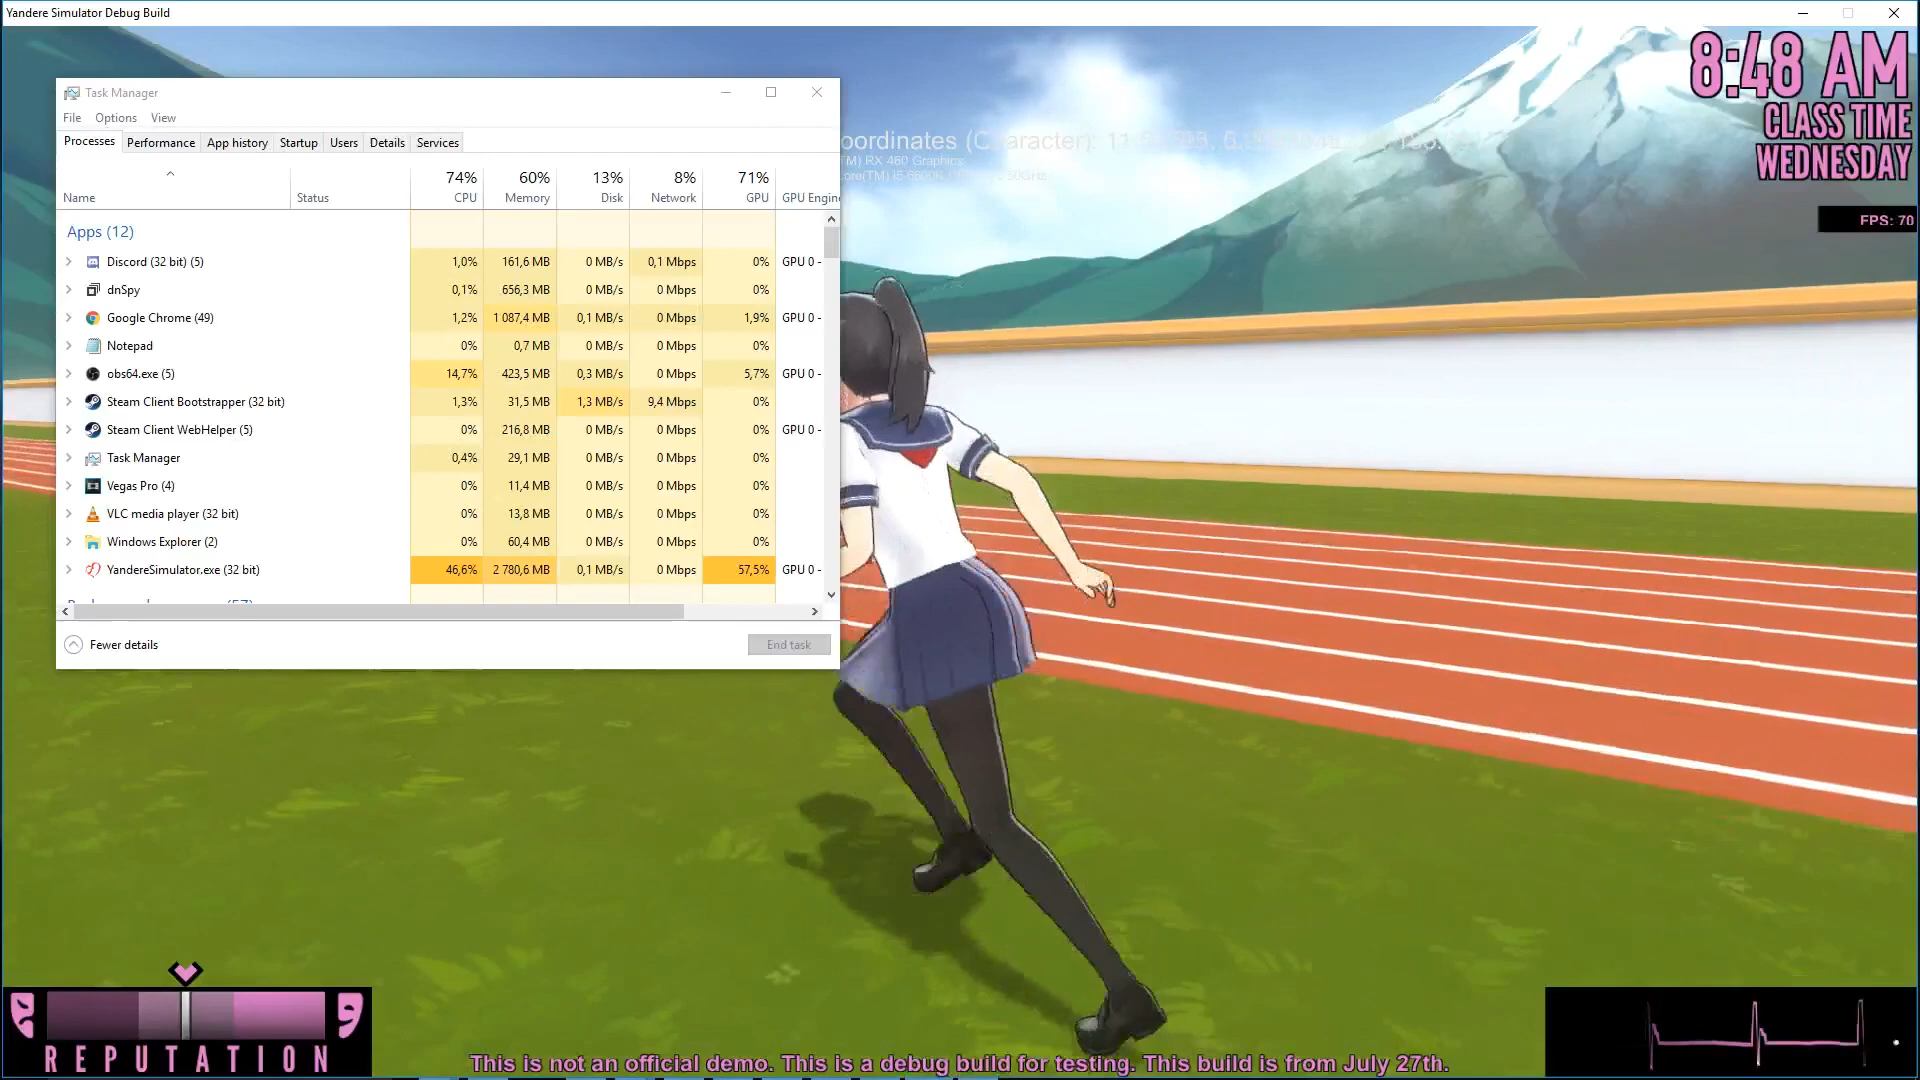 Yandere Simulator Debug Build
8:48 AM
CLASS TIME
WEDNESDAY
FPS: 70
Task Manager
File Options View
Processes Performance App history Startup Users Details Services
74% 60% 13% 8% 71%
Name Status CPU Memory Disk Network GPU GPU Engin
Apps (12)
Discord (32 bit) (5) 1,0% 161,6 MB 0 MB/s 0,1 Mbps 0% GPU 0 -
dnSpy 0,1% 656,3 MB 0 MB/s 0 Mbps 0%
Google Chrome (49) 1,2% 1 087,4 MB 0,1 MB/s 0 Mbps 1,9% GPU 0 -
Notepad 0% 0,7 MB 0 MB/s 0 Mbps 0%
obs64.exe (5) 14,7% 423,5 MB 0,3 MB/s 0 Mbps 5,7% GPU 0 -
Steam Client Bootstrapper (32 bit) 1,3% 31,5 MB 1,3 MB/s 9,4 Mbps 0%
Steam Client WebHelper (5) 0% 216,8 MB 0 MB/s 0 Mbps 0% GPU 0 -
Task Manager 0,4% 29,1 MB 0 MB/s 0 Mbps 0%
Vegas Pro (4) 0% 11,4 MB 0 MB/s 0 Mbps 0%
VLC media player (32 bit) 0% 13,8 MB 0 MB/s 0 Mbps 0%
Windows Explorer (2) 0% 60,4 MB 0 MB/s 0 Mbps 0%
YandereSimulator.exe (32 bit) 46,6% 2 780,6 MB 0,1 MB/s 0 Mbps 57,5% GPU 0 -
Fewer details End task
oordinates (Character):
TM) RX 460 Graphics
REPUTATION
This is not an official demo. This is a debug build for testing. This build is from July 27th.